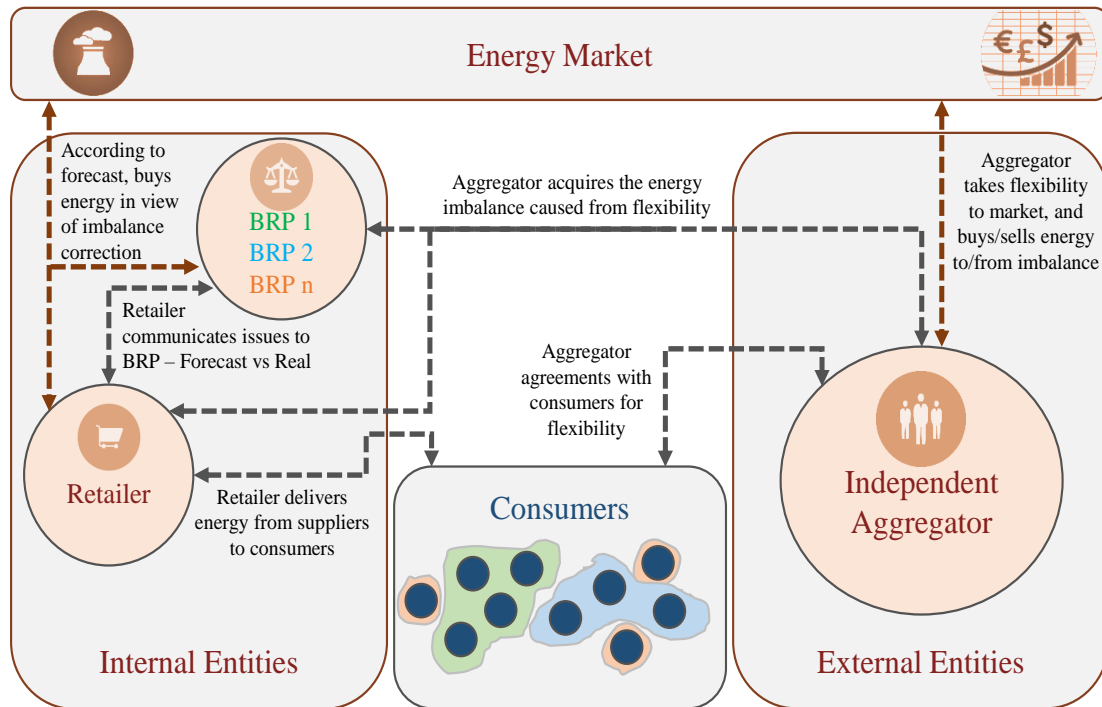 Energy Market
€ £ $
According to
forecast, buys
energy in view
of imbalance
correction
BRP 1
BRP 2
BRP n
Aggregator acquires the energy
imbalance caused from flexibility
Aggregator
takes flexibility
to market, and
buys/sells energy
to/from imbalance
Retailer
communicates issues to
BRP – Forecast vs Real
Aggregator
agreements with
consumers for
flexibility
Retailer
Retailer delivers
energy from suppliers
to consumers
Consumers
Independent
Aggregator
Internal Entities
External Entities